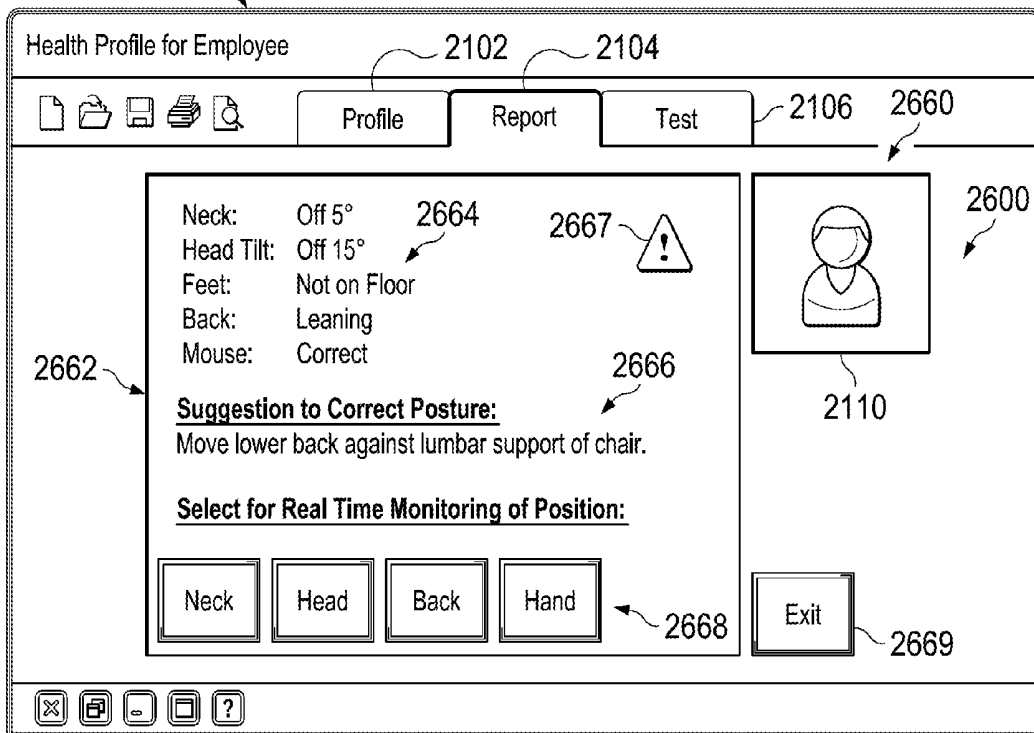 Health Profile for Employee
2102
2104
Profile
Report
Test
2106
2660
2600
Neck: Off 5°
2664
2667
!
Head Tilt: Off 15°
Feet: Not on Floor
Back: Leaning
Mouse: Correct
2662
2666
2110
Suggestion to Correct Posture:
Move lower back against lumbar support of chair.
Select for Real Time Monitoring of Position:
Neck
Head
Back
Hand
2668
Exit
2669
?